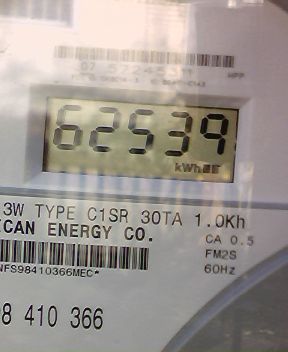 62539
kWh
3W TYPE C1SR 30TA 1.0Kh
ICAN ENERGY CO.
CA 0.5
FM2S
NFS98410366MEC*
60Hz
8 410 366